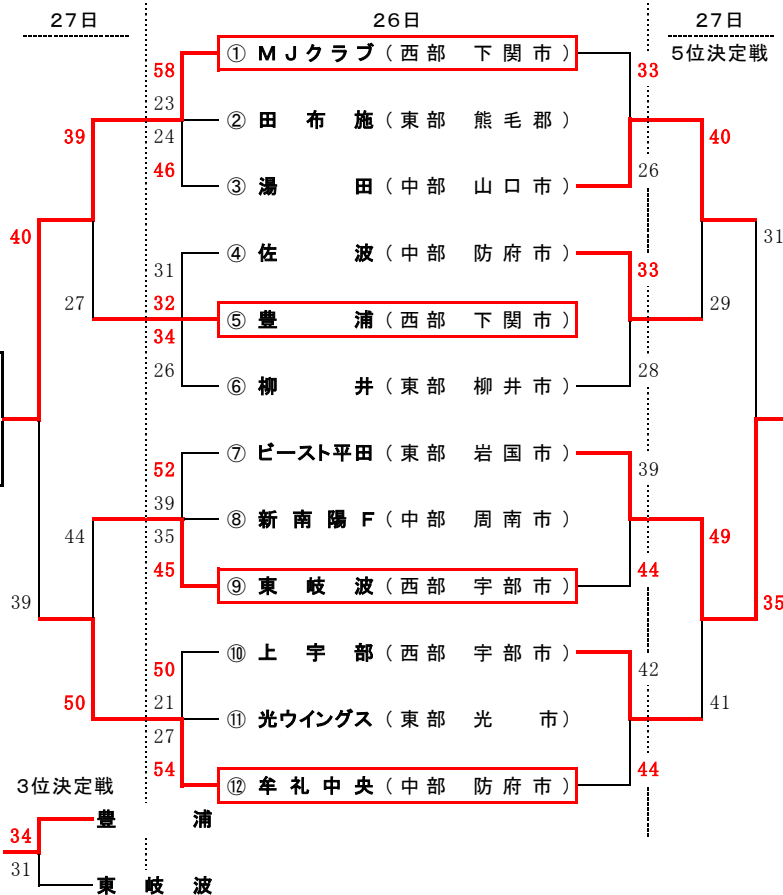 27日 26日 27日
5位決定戦
① ＭＪクラブ（西部 下関市）
58 33
23
② 田布施（東部 熊毛郡）
39 24 40
46 26
③ 湯田（中部 山口市）
40 31
④ 佐波（中部 防府市）
31 33
27 32 29
⑤ 豊浦（西部 下関市）
34
26 28
⑥ 柳井（東部 柳井市）
⑦ ビースト平田（東部 岩国市）
52 39
39
⑧ 新南陽Ｆ（中部 周南市）
44 35 49
45 44
⑨ 東岐波（西部 宇部市）
39 35
⑩ 上宇部（西部 宇部市）
50 42
50 21 41
⑪ 光ウイングス（東部 光市）
27
54 44
⑫ 牟礼中央（中部 防府市）
3位決定戦
豊浦
34
31
東岐波